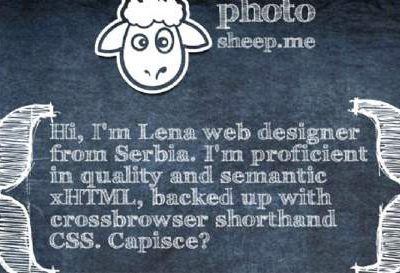 photo
sheep.me
Hi, I'm Lena web designer
from Serbia. I'm proficient
in quality and semantic
xHTML, backed up with
crossbrowser shorthand
CSS. Capisce?